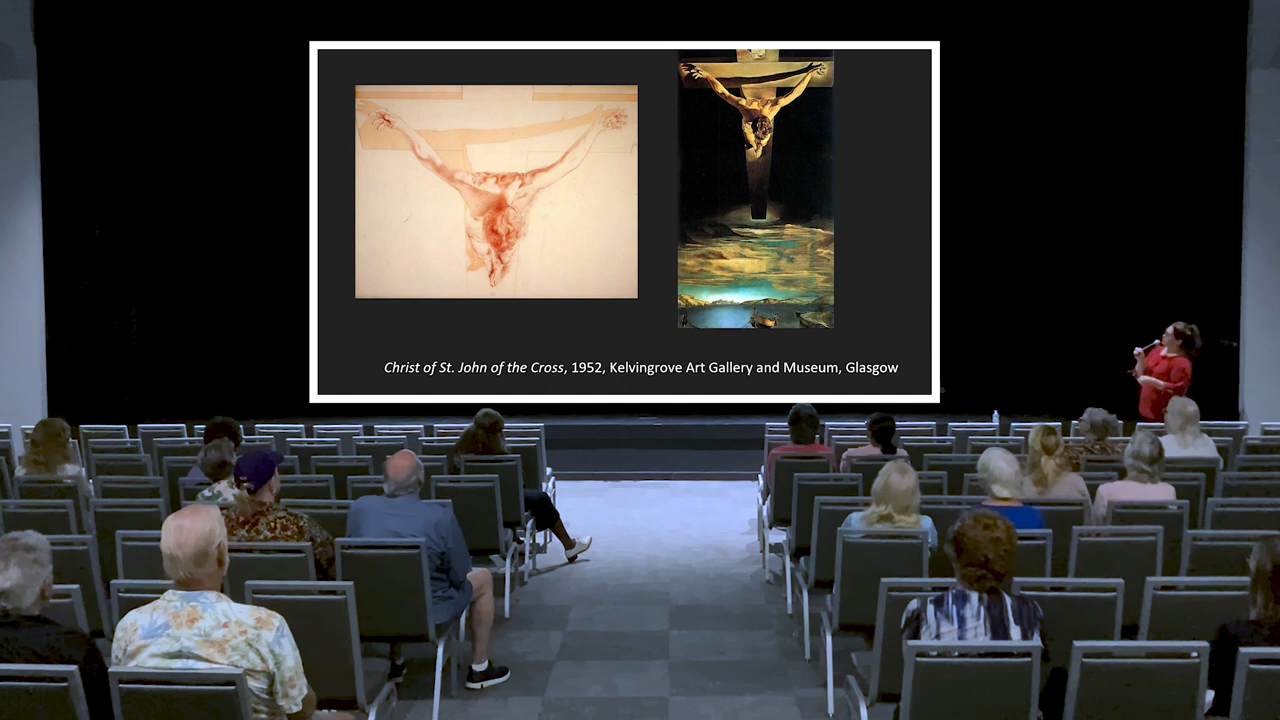 Christ of St. John of the Cross, 1952, Kelvingrove Art Gallery and Museum, Glasgow